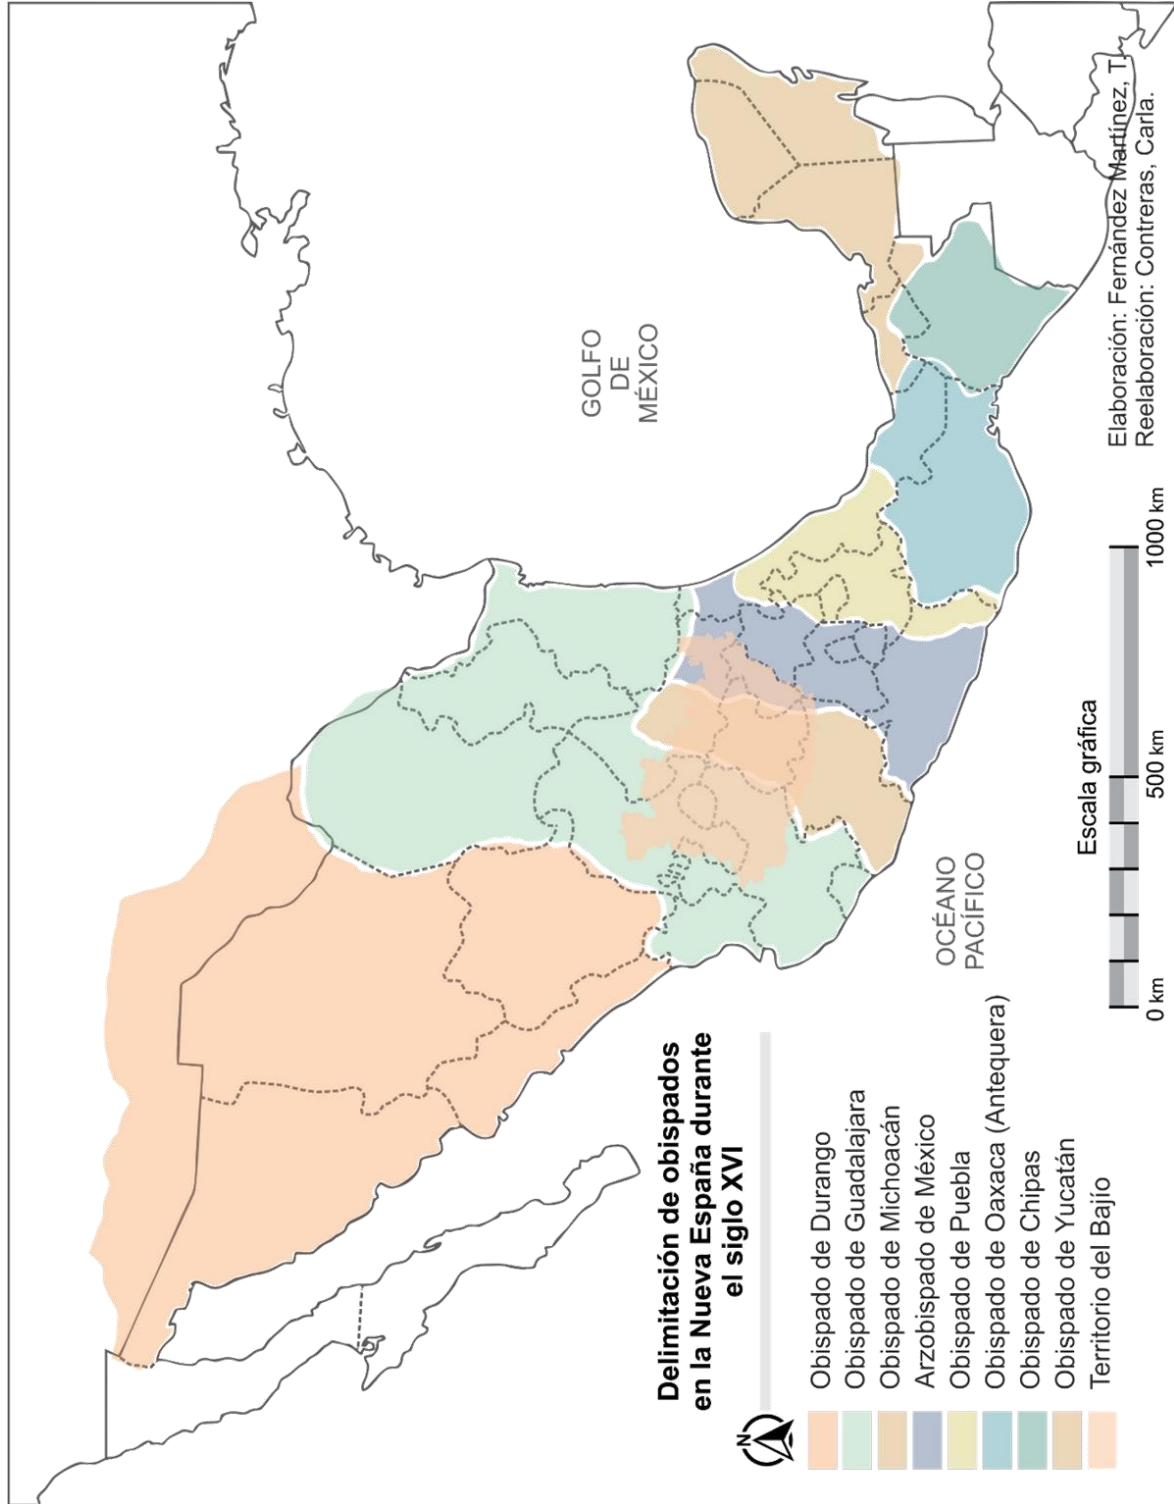 GOLFO
DE
MÉXICO
OCÉANO
PACÍFICO
Delimitación de obispados
en la Nueva España durante
el siglo XVI
N
Obispado de Durango
Obispado de Guadalajara
Obispado de Michoacán
Arzobispado de México
Obispado de Puebla
Obispado de Oaxaca (Antequera)
Obispado de Chipas
Obispado de Yucatán
Territorio del Bajío
Escala gráfica
0 km 500 km 1000 km
Elaboración: Fernández Martínez, T.
Reelaboración: Contreras, Carla.